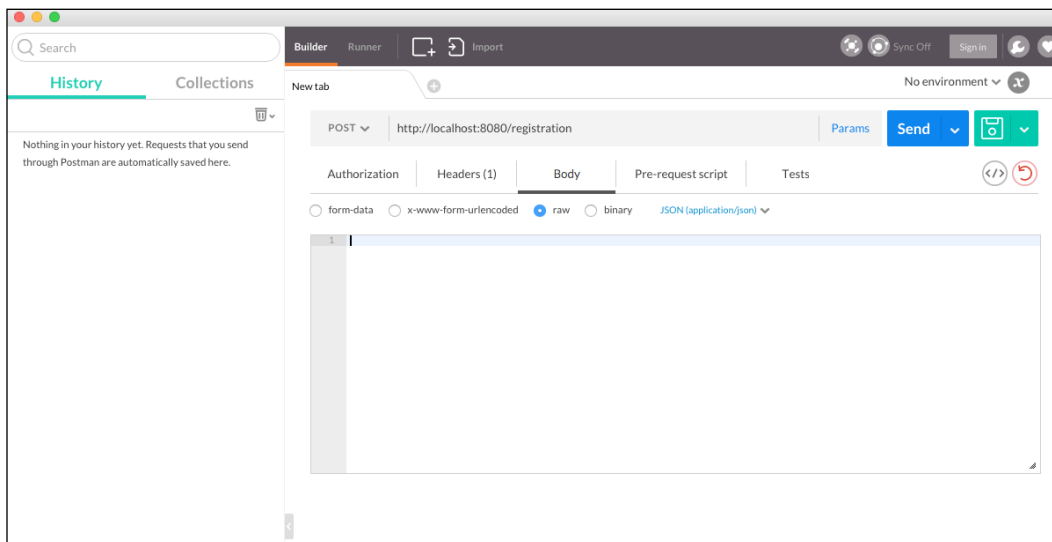 Search
Builder Runner Import Sync Off Sign in
History Collections
New tab
No environment
Nothing in your history yet. Requests that you send
through Postman are automatically saved here.
POST http://localhost:8080/registration Params Send
Authorization Headers (1) Body Pre-request script Tests
form-data x-www-form-urlencoded raw binary JSON (application/json)
1